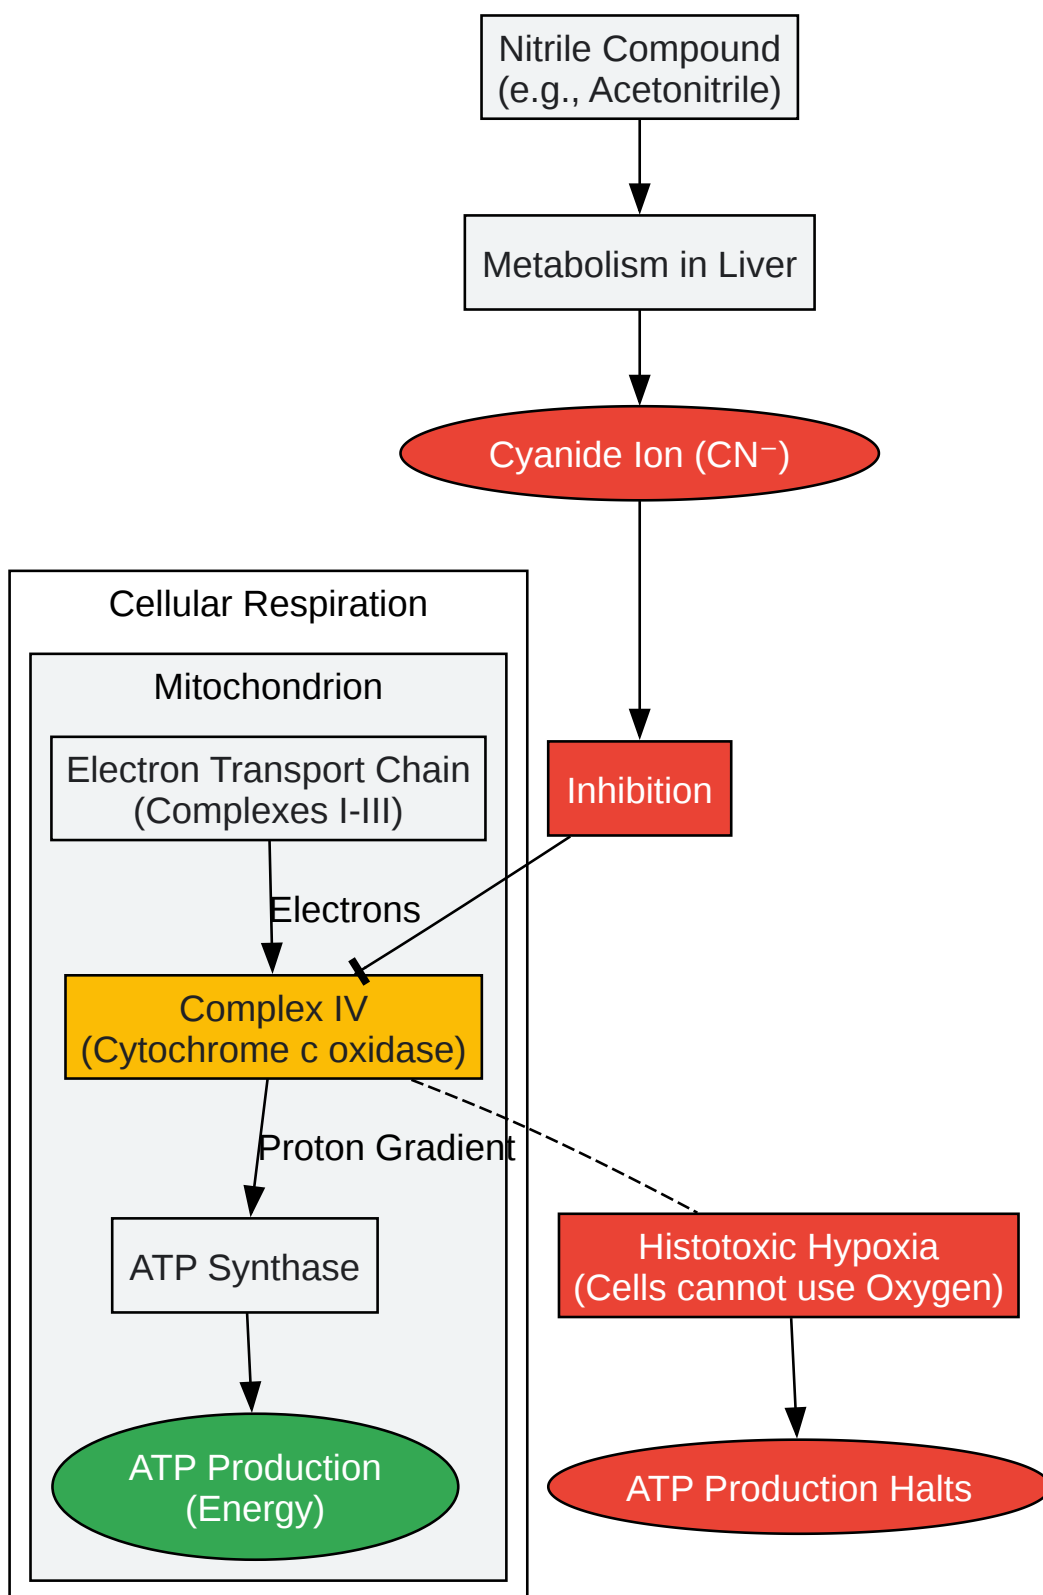 Nitrile Compound
(e.g., Acetonitrile)
Metabolism in Liver
Cyanide Ion (CN⁻)
Cellular Respiration
Mitochondrion
Electron Transport Chain
(Complexes I-III)
Inhibition
Electrons
Complex IV
(Cytochrome c oxidase)
Proton Gradient
ATP Synthase
Histotoxic Hypoxia
(Cells cannot use Oxygen)
ATP Production
(Energy)
ATP Production Halts